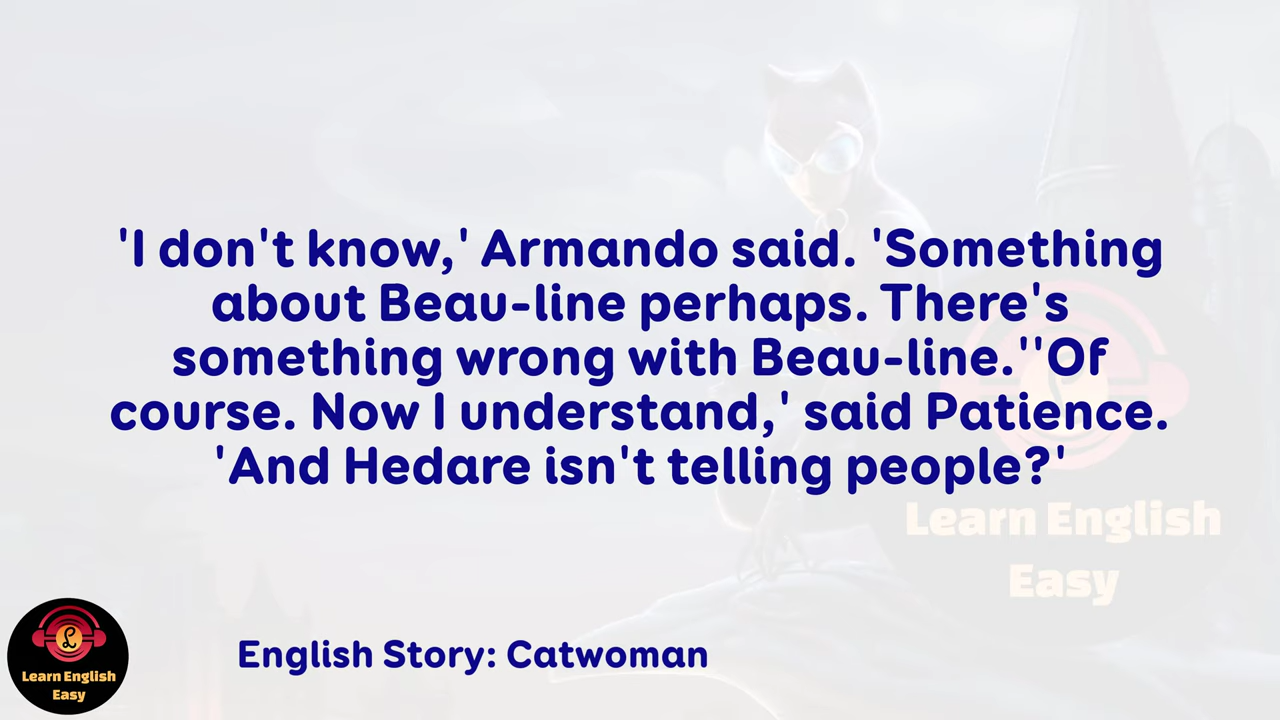 'I don't know,' Armando said. 'Something
about Beau-line perhaps. There's
something wrong with Beau-line.''Of
course. Now I understand,' said Patience.
'And Hedare isn't telling people?'
Learn English
Easy
English Story: Catwoman
L
Learn English
Easy